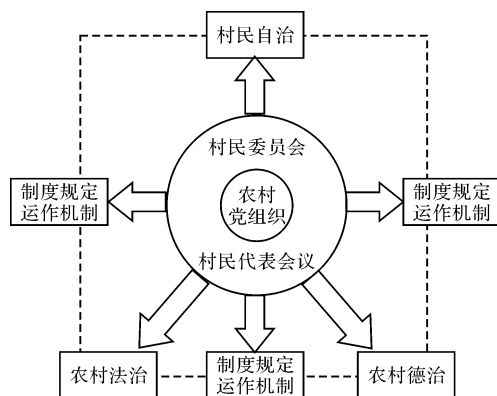 村民自治
村民委员会
制度规定
运作机制
农村
党组织
制度规定
运作机制
村民代表会议
农村法治
制度规定
运作机制
农村德治